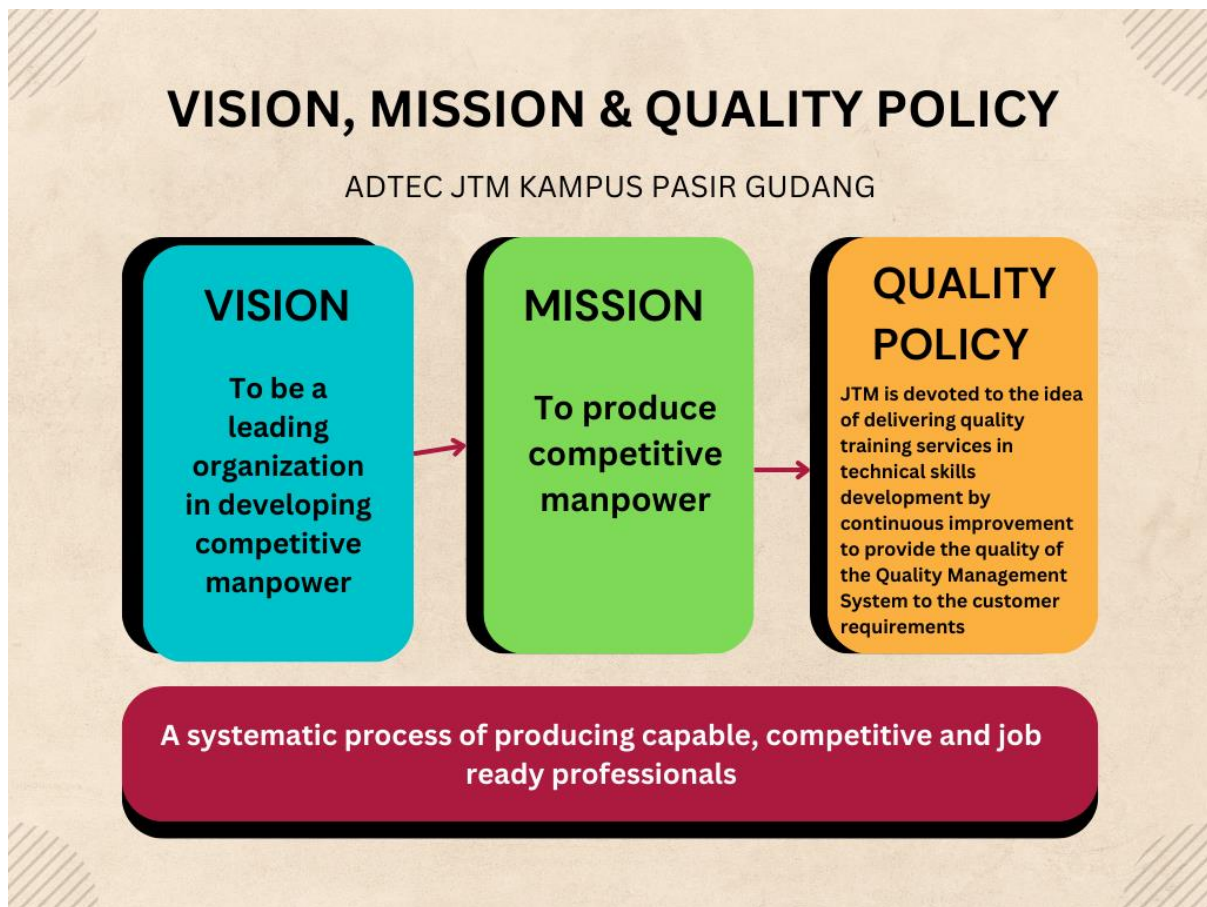 VISION, MISSION & QUALITY POLICY
ADTEC JTM KAMPUS PASIR GUDANG
VISION
To be a
leading
organization
in developing
competitive
manpower
MISSION
To produce
competitive
manpower
QUALITY
POLICY
JTM is devoted to the idea
of delivering quality
training services in
technical skills
development by
continuous improvement
to provide the quality of
the Quality Management
System to the customer
requirements
A systematic process of producing capable, competitive and job
ready professionals